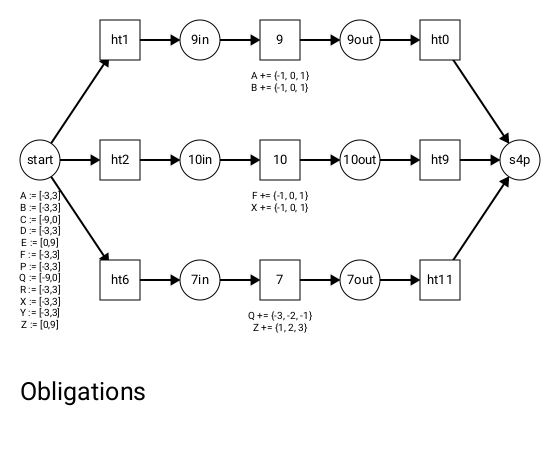 ht1 9in 9 9out ht0
A += {-1, 0, 1}
B += {-1, 0, 1}
start ht2 10in 10 10out ht9 s4p
A := [-3,3]
B := [-3,3]
C := [-9,0]
D := [-3,3]
E := [0,9]
F := [-3,3]
P := [-3,3]
Q := [-9,0]
R := [-3,3]
X := [-3,3]
Y := [-3,3]
Z := [0,9]
F += {-1, 0, 1}
X += {-1, 0, 1}
ht6 7in 7 7out ht11
Q += {-3, -2, -1}
Z += {1, 2, 3}
Obligations